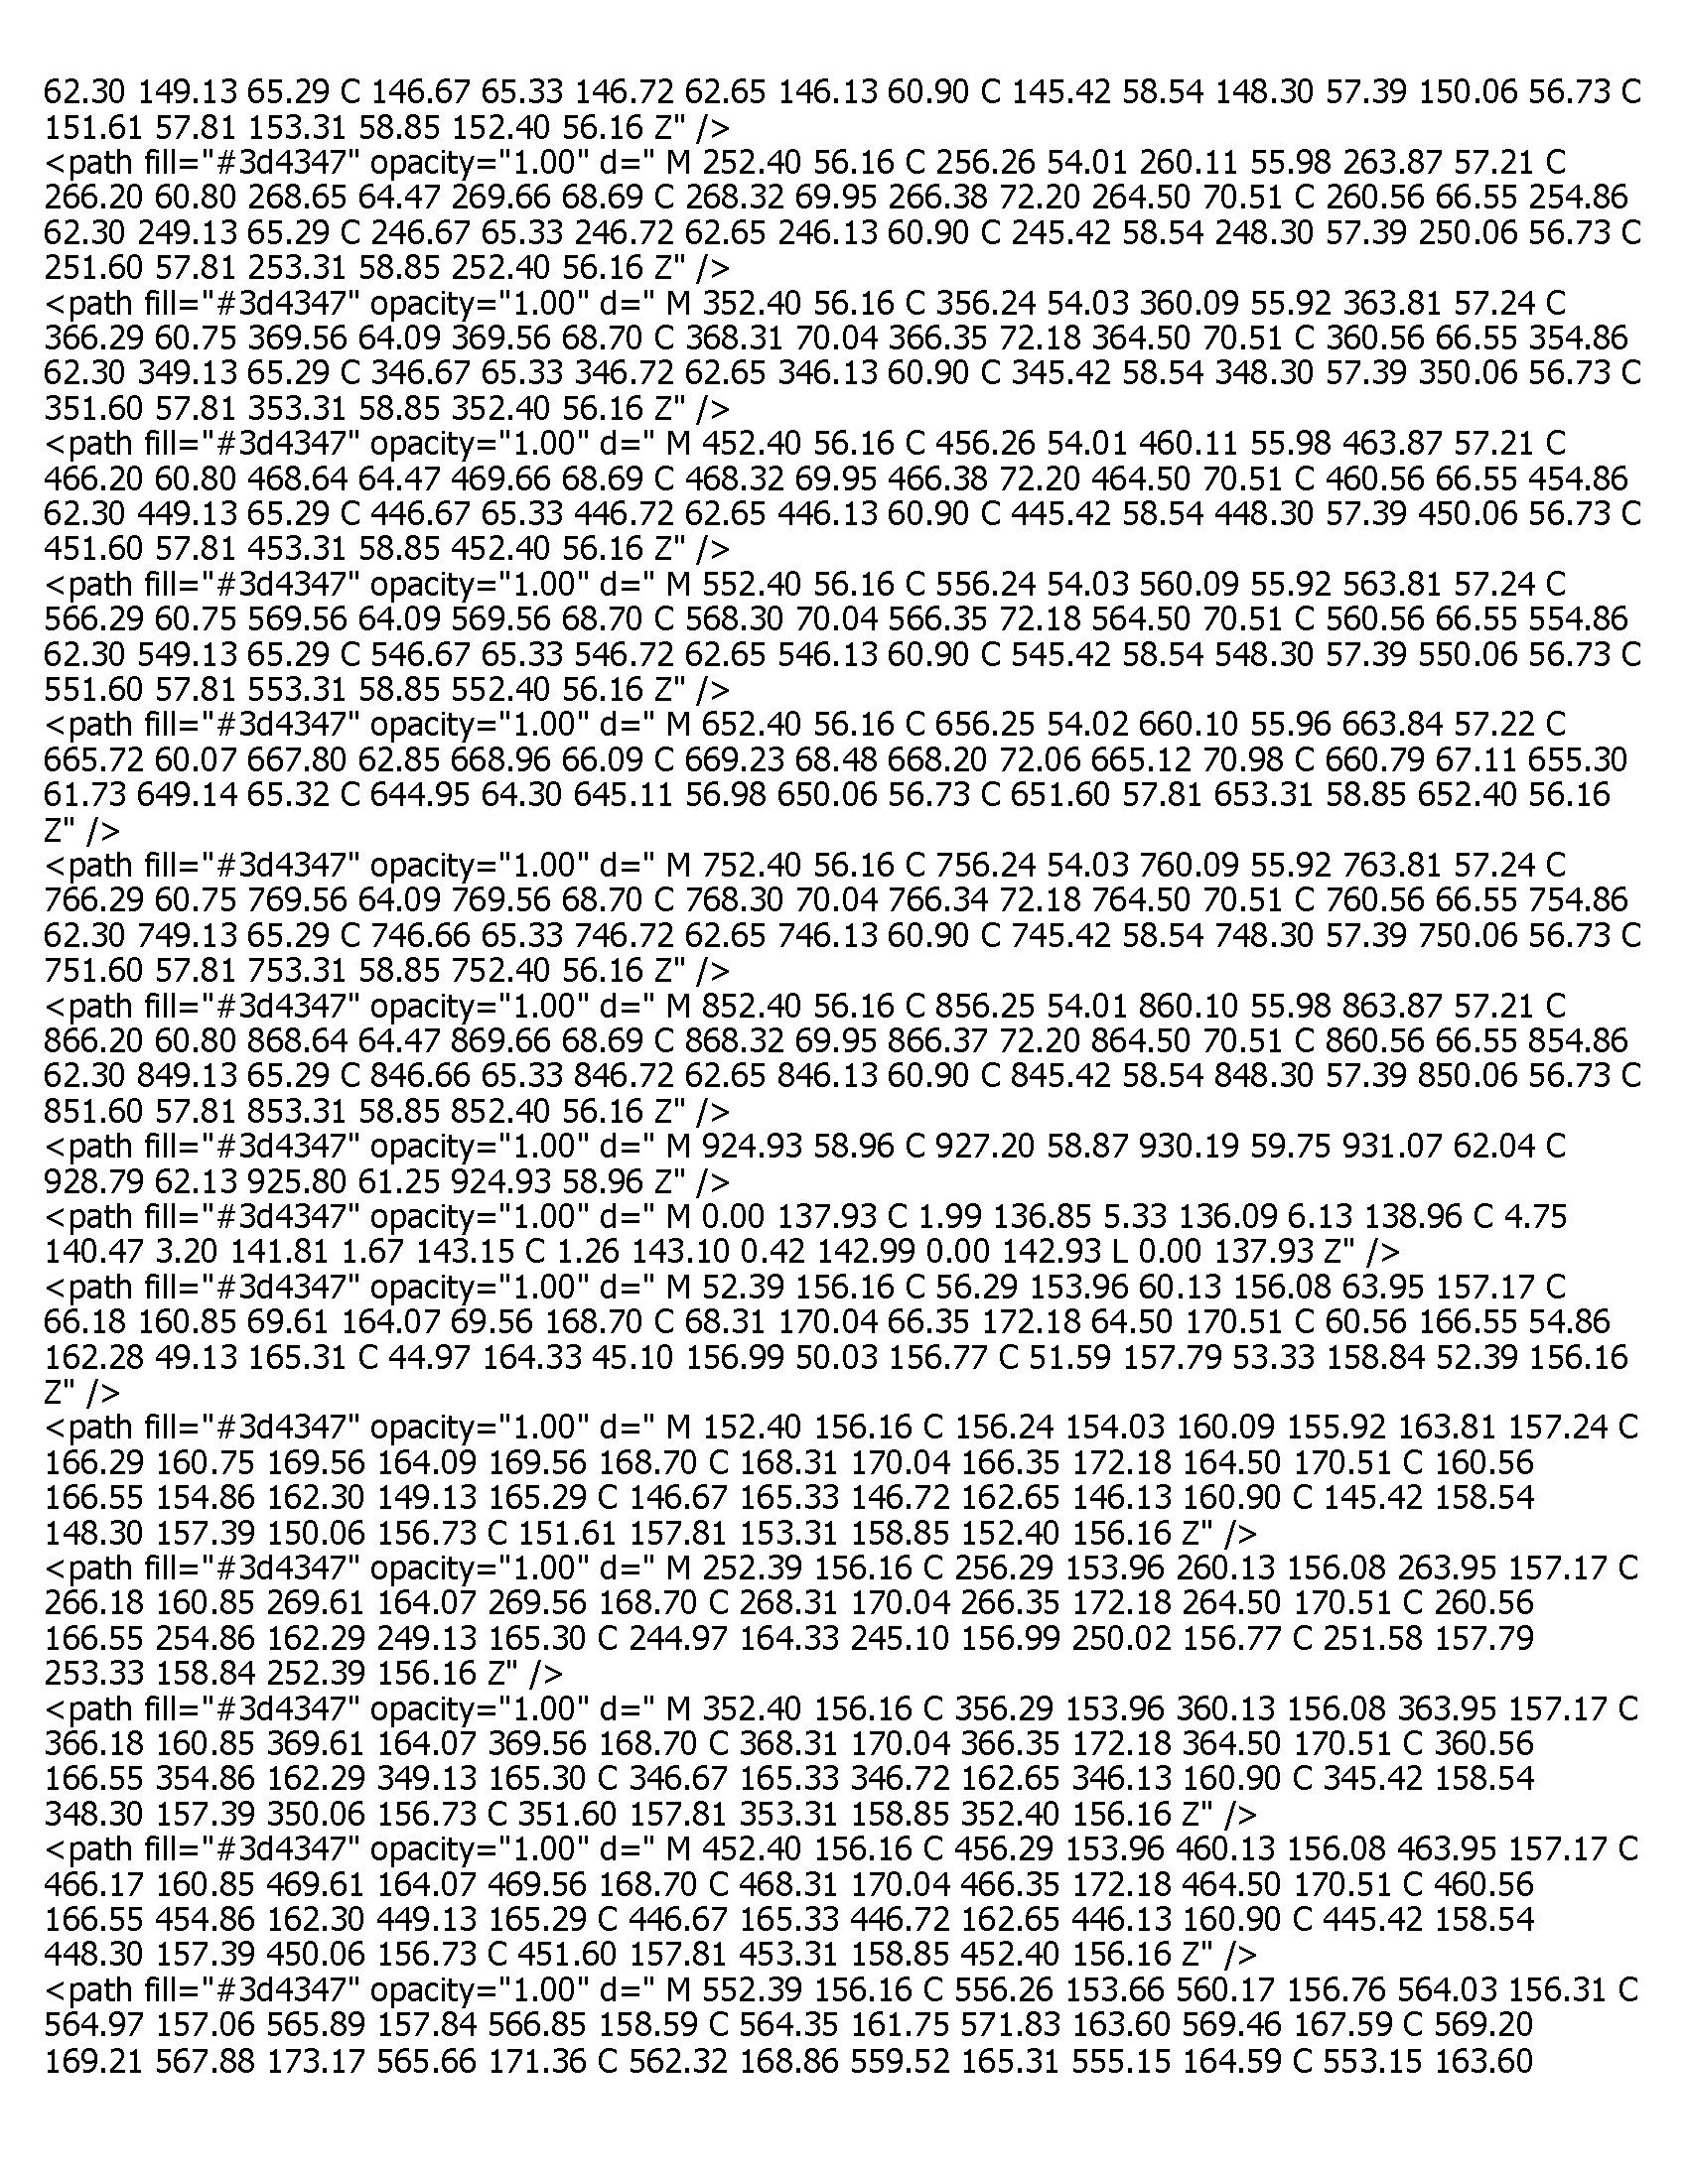 62.30 149.13 65.29 C 146.67 65.33 146.72 62.65 146.13 60.90 C 145.42 58.54 148.30 57.39 150.06 56.73 C
151.61 57.81 153.31 58.85 152.40 56.16 Z" />
<path fill="#3d4347" opacity="1.00" d=" M 252.40 56.16 C 256.26 54.01 260.11 55.98 263.87 57.21 C
266.20 60.80 268.65 64.47 269.66 68.69 C 268.32 69.95 266.38 72.20 264.50 70.51 C 260.56 66.55 254.86
62.30 249.13 65.29 C 246.67 65.33 246.72 62.65 246.13 60.90 C 245.42 58.54 248.30 57.39 250.06 56.73 C
251.60 57.81 253.31 58.85 252.40 56.16 Z" />
<path fill="#3d4347" opacity="1.00" d=" M 352.40 56.16 C 356.24 54.03 360.09 55.92 363.81 57.24 C
366.29 60.75 369.56 64.09 369.56 68.70 C 368.31 70.04 366.35 72.18 364.50 70.51 C 360.56 66.55 354.86
62.30 349.13 65.29 C 346.67 65.33 346.72 62.65 346.13 60.90 C 345.42 58.54 348.30 57.39 350.06 56.73 C
351.60 57.81 353.31 58.85 352.40 56.16 Z" />
<path fill="#3d4347" opacity="1.00" d=" M 452.40 56.16 C 456.26 54.01 460.11 55.98 463.87 57.21 C
466.20 60.80 468.64 64.47 469.66 68.69 C 468.32 69.95 466.38 72.20 464.50 70.51 C 460.56 66.55 454.86
62.30 449.13 65.29 C 446.67 65.33 446.72 62.65 446.13 60.90 C 445.42 58.54 448.30 57.39 450.06 56.73 C
451.60 57.81 453.31 58.85 452.40 56.16 Z" />
<path fill="#3d4347" opacity="1.00" d=" M 552.40 56.16 C 556.24 54.03 560.09 55.92 563.81 57.24 C
566.29 60.75 569.56 64.09 569.56 68.70 C 568.30 70.04 566.35 72.18 564.50 70.51 C 560.56 66.55 554.86
62.30 549.13 65.29 C 546.67 65.33 546.72 62.65 546.13 60.90 C 545.42 58.54 548.30 57.39 550.06 56.73 C
551.60 57.81 553.31 58.85 552.40 56.16 Z" />
<path fill="#3d4347" opacity="1.00" d=" M 652.40 56.16 C 656.25 54.02 660.10 55.96 663.84 57.22 C
665.72 60.07 667.80 62.85 668.96 66.09 C 669.23 68.48 668.20 72.06 665.12 70.98 C 660.79 67.11 655.30
61.73 649.14 65.32 C 644.95 64.30 645.11 56.98 650.06 56.73 C 651.60 57.81 653.31 58.85 652.40 56.16
Z" />
<path fill="#3d4347" opacity="1.00" d=" M 752.40 56.16 C 756.24 54.03 760.09 55.92 763.81 57.24 C
766.29 60.75 769.56 64.09 769.56 68.70 C 768.30 70.04 766.34 72.18 764.50 70.51 C 760.56 66.55 754.86
62.30 749.13 65.29 C 746.66 65.33 746.72 62.65 746.13 60.90 C 745.42 58.54 748.30 57.39 750.06 56.73 C
751.60 57.81 753.31 58.85 752.40 56.16 Z" />
<path fill="#3d4347" opacity="1.00" d=" M 852.40 56.16 C 856.25 54.01 860.10 55.98 863.87 57.21 C
866.20 60.80 868.64 64.47 869.66 68.69 C 868.32 69.95 866.37 72.20 864.50 70.51 C 860.56 66.55 854.86
62.30 849.13 65.29 C 846.66 65.33 846.72 62.65 846.13 60.90 C 845.42 58.54 848.30 57.39 850.06 56.73 C
851.60 57.81 853.31 58.85 852.40 56.16 Z" />
<path fill="#3d4347" opacity="1.00" d=" M 924.93 58.96 C 927.20 58.87 930.19 59.75 931.07 62.04 C
928.79 62.13 925.80 61.25 924.93 58.96 Z" />
<path fill="#3d4347" opacity="1.00" d=" M 0.00 137.93 C 1.99 136.85 5.33 136.09 6.13 138.96 C 4.75
140.47 3.20 141.81 1.67 143.15 C 1.26 143.10 0.42 142.99 0.00 142.93 L 0.00 137.93 Z" />
<path fill="#3d4347" opacity="1.00" d=" M 52.39 156.16 C 56.29 153.96 60.13 156.08 63.95 157.17 C
66.18 160.85 69.61 164.07 69.56 168.70 C 68.31 170.04 66.35 172.18 64.50 170.51 C 60.56 166.55 54.86
162.28 49.13 165.31 C 44.97 164.33 45.10 156.99 50.03 156.77 C 51.59 157.79 53.33 158.84 52.39 156.16
Z" />
<path fill="#3d4347" opacity="1.00" d=" M 152.40 156.16 C 156.24 154.03 160.09 155.92 163.81 157.24 C
166.29 160.75 169.56 164.09 169.56 168.70 C 168.31 170.04 166.35 172.18 164.50 170.51 C 160.56
166.55 154.86 162.30 149.13 165.29 C 146.67 165.33 146.72 162.65 146.13 160.90 C 145.42 158.54
148.30 157.39 150.06 156.73 C 151.61 157.81 153.31 158.85 152.40 156.16 Z" />
<path fill="#3d4347" opacity="1.00" d=" M 252.39 156.16 C 256.29 153.96 260.13 156.08 263.95 157.17 C
266.18 160.85 269.61 164.07 269.56 168.70 C 268.31 170.04 266.35 172.18 264.50 170.51 C 260.56
166.55 254.86 162.29 249.13 165.30 C 244.97 164.33 245.10 156.99 250.02 156.77 C 251.58 157.79
253.33 158.84 252.39 156.16 Z" />
<path fill="#3d4347" opacity="1.00" d=" M 352.40 156.16 C 356.29 153.96 360.13 156.08 363.95 157.17 C
366.18 160.85 369.61 164.07 369.56 168.70 C 368.31 170.04 366.35 172.18 364.50 170.51 C 360.56
166.55 354.86 162.29 349.13 165.30 C 346.67 165.33 346.72 162.65 346.13 160.90 C 345.42 158.54
348.30 157.39 350.06 156.73 C 351.60 157.81 353.31 158.85 352.40 156.16 Z" />
<path fill="#3d4347" opacity="1.00" d=" M 452.40 156.16 C 456.29 153.96 460.13 156.08 463.95 157.17 C
466.17 160.85 469.61 164.07 469.56 168.70 C 468.31 170.04 466.35 172.18 464.50 170.51 C 460.56
166.55 454.86 162.30 449.13 165.29 C 446.67 165.33 446.72 162.65 446.13 160.90 C 445.42 158.54
448.30 157.39 450.06 156.73 C 451.60 157.81 453.31 158.85 452.40 156.16 Z" />
<path fill="#3d4347" opacity="1.00" d=" M 552.39 156.16 C 556.26 153.66 560.17 156.76 564.03 156.31 C
564.97 157.06 565.89 157.84 566.85 158.59 C 564.35 161.75 571.83 163.60 569.46 167.59 C 569.20
169.21 567.88 173.17 565.66 171.36 C 562.32 168.86 559.52 165.31 555.15 164.59 C 553.15 163.60